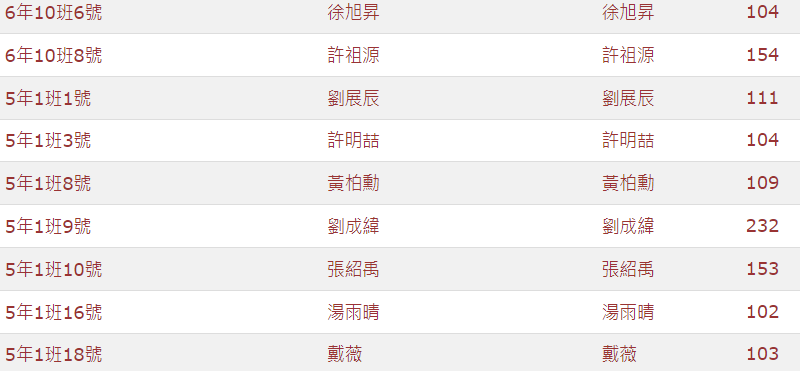 6年10班6號 徐旭昇 徐旭昇 104
6年10班8號 許祖源 許祖源 154
5年1班1號 劉展辰 劉展辰 111
5年1班3號 許明喆 許明喆 104
5年1班8號 黃柏勳 黃柏勳 109
5年1班9號 劉成緯 劉成緯 232
5年1班10號 張紹禹 張紹禹 153
5年1班16號 湯雨晴 湯雨晴 102
5年1班18號 戴薇 戴薇 103